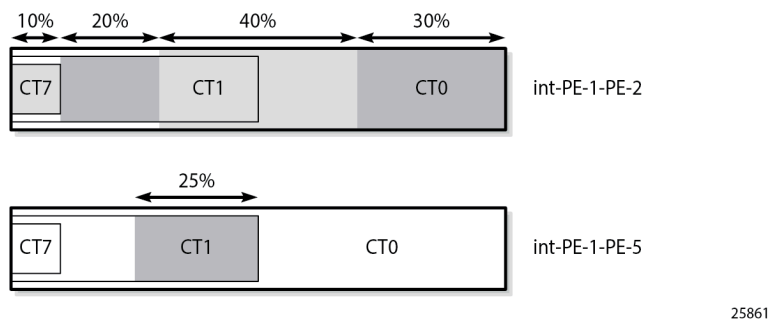 10% 20% 40% 30%
CT7 CT1 CT0 int-PE-1-PE-2
25%
CT7 CT1 CT0 int-PE-1-PE-5
25861